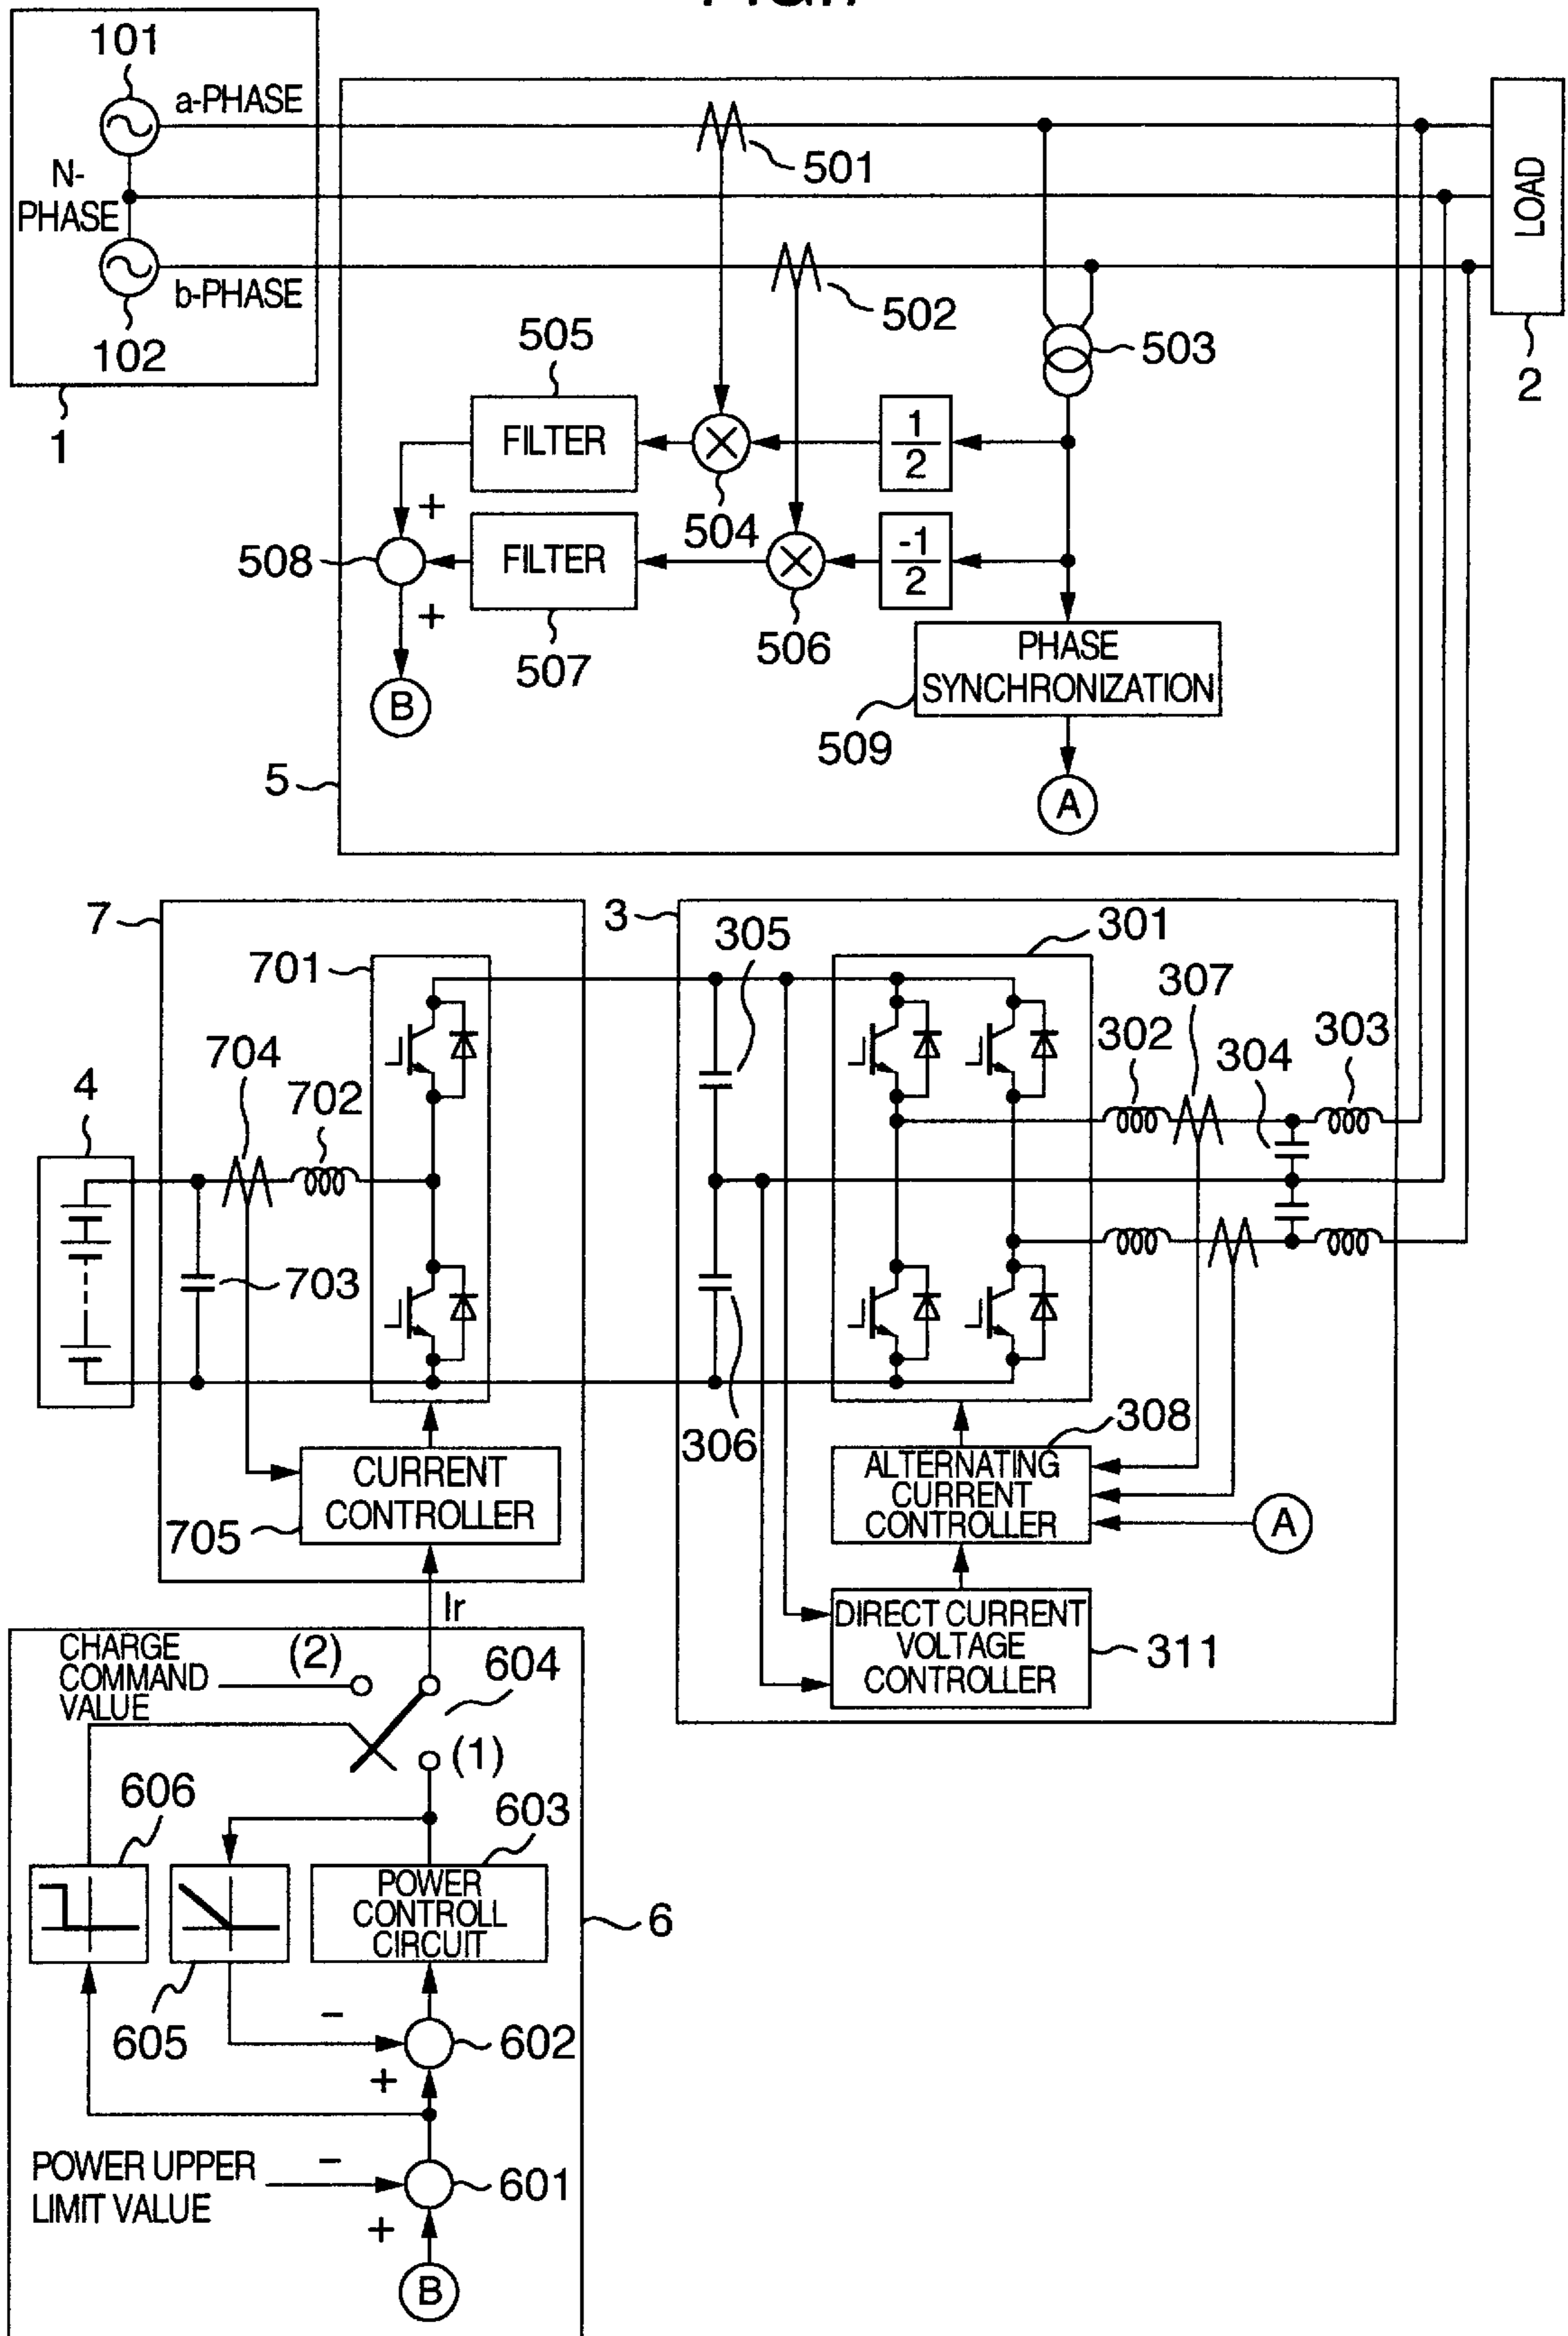 101
a-PHASE
N-
PHASE
b-PHASE
102
1
501
502
503
LOAD
2
505
FILTER
1
2
504
+
508
FILTER
-1
2
+
507
506
PHASE
SYNCHRONIZATION
509
B
A
5
7
701
704
702
4
703
CURRENT
CONTROLLER
705
Ir
3
305
301
307
302
304
303
306
308
ALTERNATING
CURRENT
CONTROLLER
A
DIRECT CURRENT
VOLTAGE
CONTROLLER
311
CHARGE
COMMAND
VALUE
(2)
604
(1)
606
603
POWER
CONTROLL
CIRCUIT
6
605
-
602
+
POWER UPPER
LIMIT VALUE
-
601
+
B